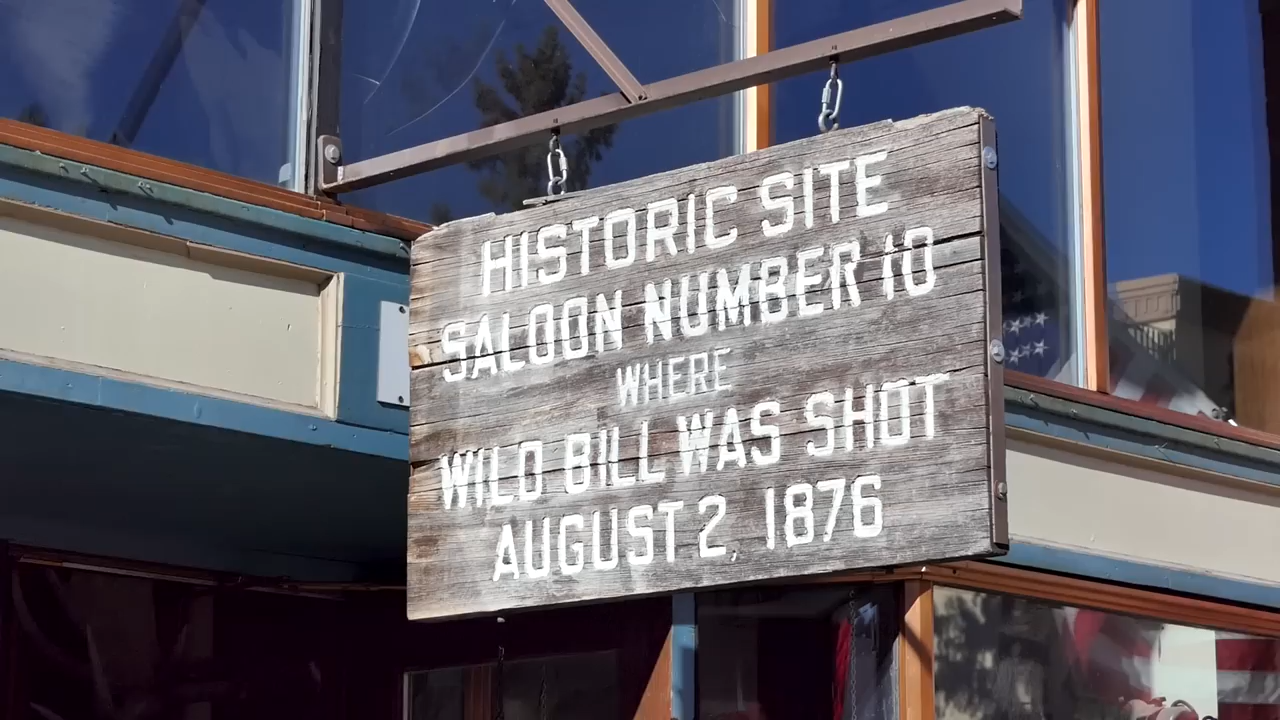 HISTORIC SITE
SALOON NUMBER 10
WHERE
WILD BILL WAS SHOT
AUGUST 2, 1876